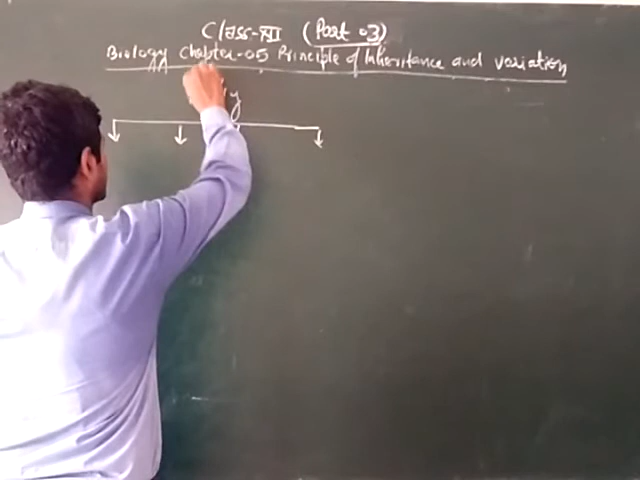 Class-XII (Part 03)
Biology Chapter-05 Principle of Inheritance and variation